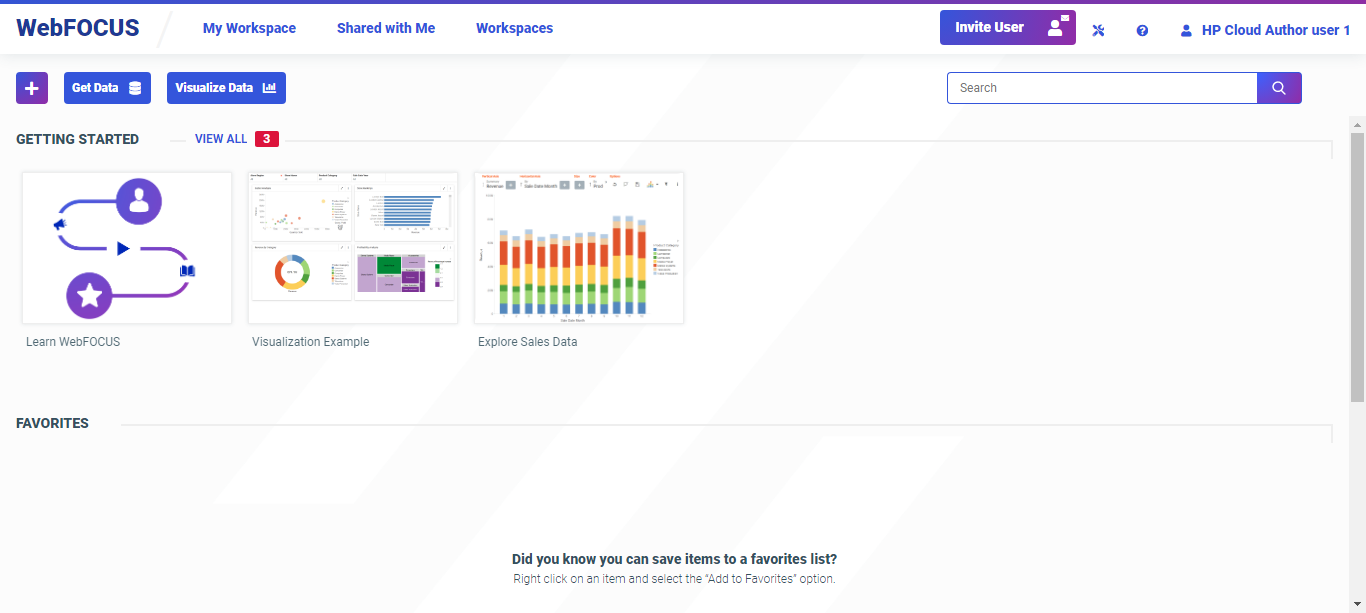 WebFOCUS
My Workspace
Shared with Me
Workspaces
Invite User
HP Cloud Author user 1
Get Data
Visualize Data
Search
GETTING STARTED
VIEW ALL 3
Learn WebFOCUS
Visualization Example
Explore Sales Data
FAVORITES
Did you know you can save items to a favorites list?
Right click on an item and select the “Add to Favorites” option.